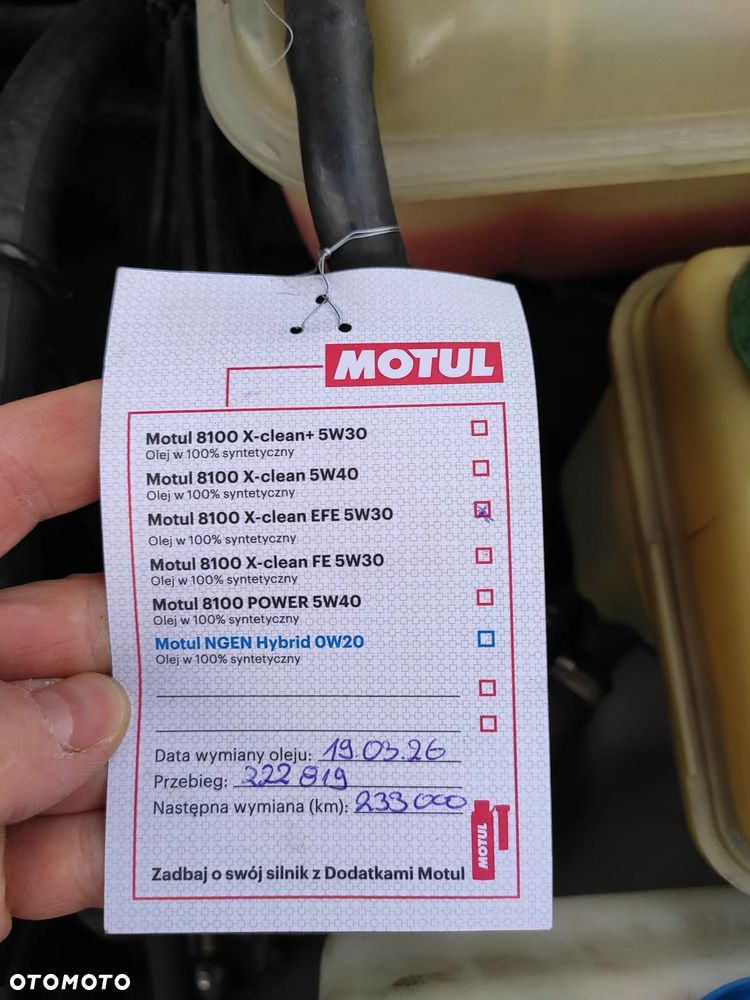 MOTUL
Motul 8100 X-clean+ 5W30
Olej w 100% syntetyczny
Motul 8100 X-clean 5W40
Olej w 100% syntetyczny
Motul 8100 X-clean EFE 5W30
Olej w 100% syntetyczny
Motul 8100 X-clean FE 5W30
Olej w 100% syntetyczny
Motul 8100 POWER 5W40
Olej w 100% syntetyczny
Motul NGEN Hybrid 0W20
Olej w 100% syntetyczny
Data wymiany oleju: 19.03.26
Przebieg: 222 819
Następna wymiana (km): 233 000
MOTUL
Zadbaj o swój silnik z Dodatkami Motul
OTOMOTO